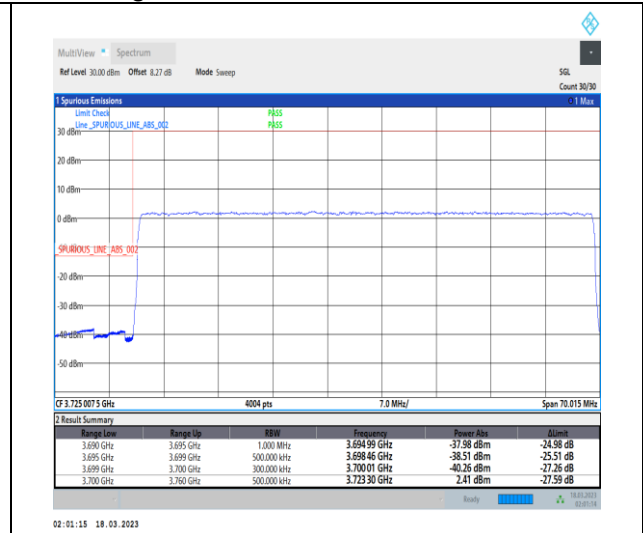 MultiView Spectrum
Ref Level 30.00 dBm Offset 8.27 dB Mode Sweep SGL
Count 30/30
1 Spurious Emissions 1 Max
Limit Check PASS
Line _SPURIOUS_LINE_ABS_002 PASS
30 dBm
20 dBm
10 dBm
0 dBm
_SPURIOUS_LINE_ABS_002
-20 dBm
-30 dBm
-40 dBm
-50 dBm
CF 3.725 007 5 GHz 4004 pts 7.0 MHz/ Span 70.015 MHz
2 Result Summary
Range Low Range Up RBW Frequency Power Abs ΔLimit
3.690 GHz 3.695 GHz 1.000 MHz 3.694 99 GHz -37.98 dBm -24.98 dB
3.695 GHz 3.699 GHz 500.000 kHz 3.698 46 GHz -38.51 dBm -25.51 dB
3.699 GHz 3.700 GHz 300.000 kHz 3.700 01 GHz -40.26 dBm -27.26 dB
3.700 GHz 3.760 GHz 500.000 kHz 3.723 30 GHz 2.41 dBm -27.59 dB
Ready 18.03.2023
02:01:14
02:01:15 18.03.2023